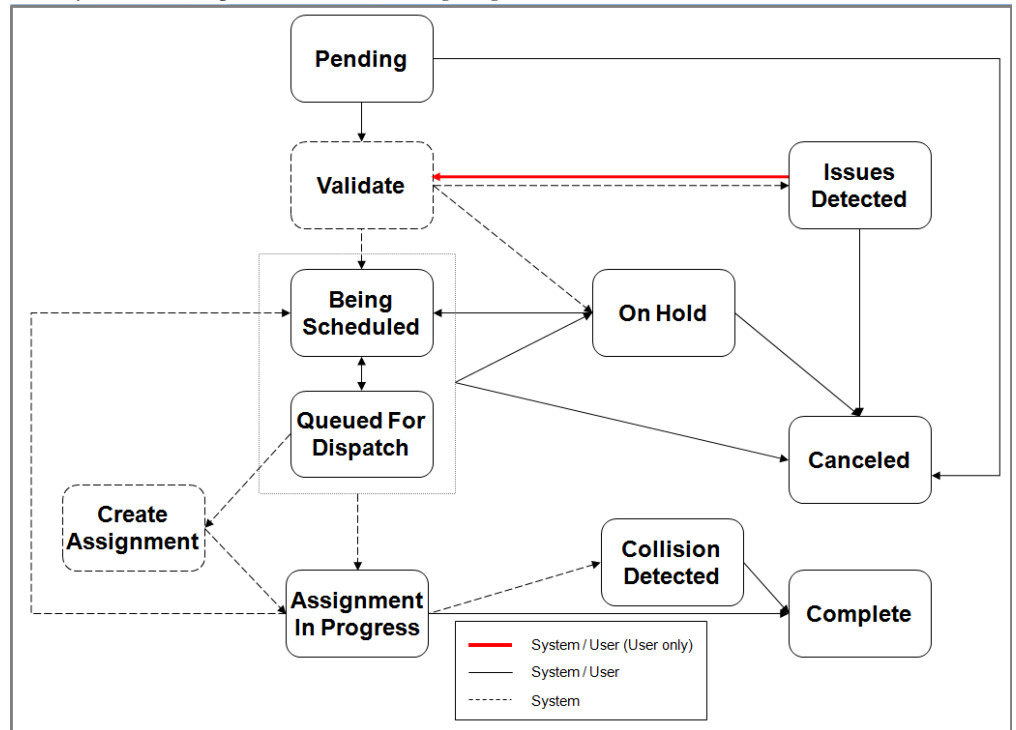 Pending
Validate
Issues
Detected
Being
Scheduled
On Hold
Queued For
Dispatch
Canceled
Create
Assignment
Collision
Detected
Assignment
In Progress
Complete
System / User (User only)
System / User
System